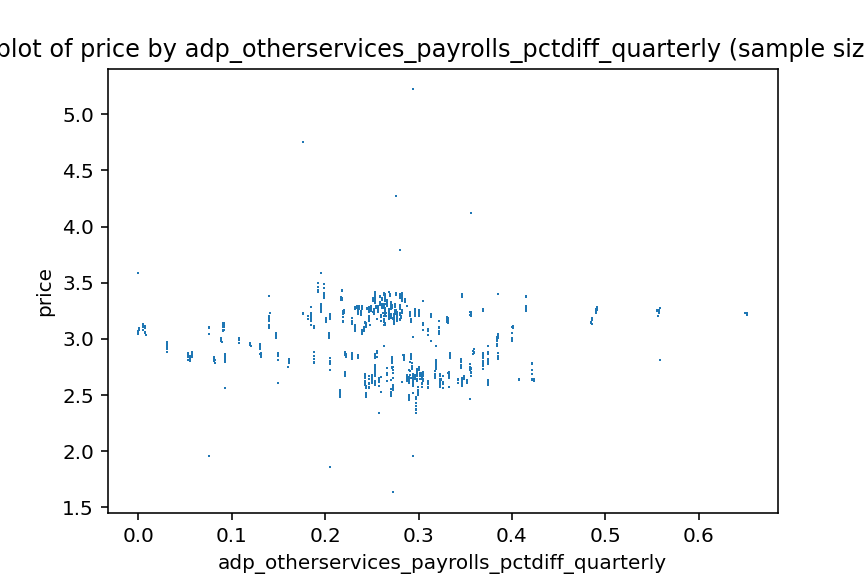 plot of price by adp_otherservices_payrolls_pctdiff_quarterly (sample siz
5.0
4.5
4.0
3.5
3.0
2.5
2.0
1.5
price
0.0 0.1 0.2 0.3 0.4 0.5 0.6
adp_otherservices_payrolls_pctdiff_quarterly